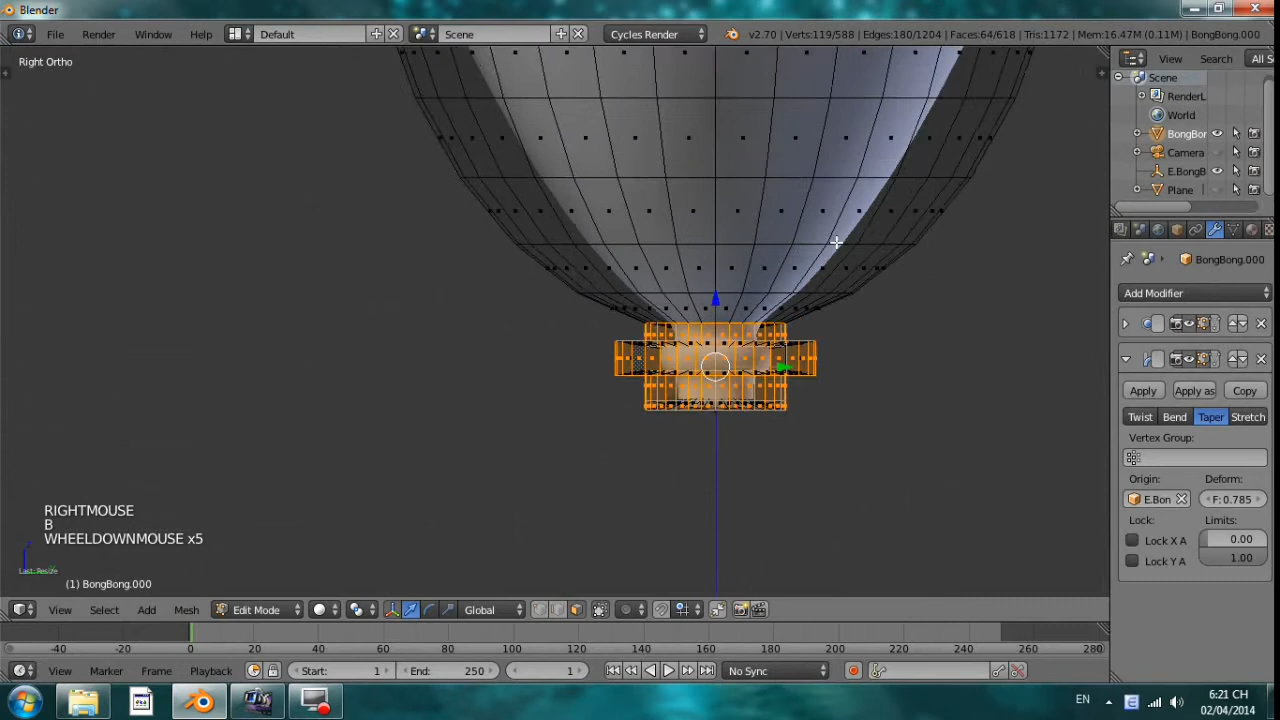 Blender
File Render Window Help Default Scene Cycles Render v2.70 | Verts:119/588 | Edges:180/1204 | Faces:64/618 | Tris:1172 | Mem:16.47M (0.11M) | BongBong.000
View Search All S
Right Ortho
Scene
RenderL
World
BongBor
Camera
E.BongB
Plane
BongBong.000
Add Modifier
Apply Apply as Copy
Twist Bend Taper Stretch
Vertex Group:
Origin: Deform:
E.Bon F: 0.785
Lock: Limits:
Lock X A 0.00
Lock Y A 1.00
RIGHTMOUSE
B
WHEELDOWNMOUSE x5
Last: Resize
(1) BongBong.000
View Select Add Mesh Edit Mode Global
-40 -20 0 20 40 60 80 100 120 140 160 180 200 220 240 260 280
View Marker Frame Playback Start: 1 End: 250 1 No Sync
EN 6:21 CH
02/04/2014